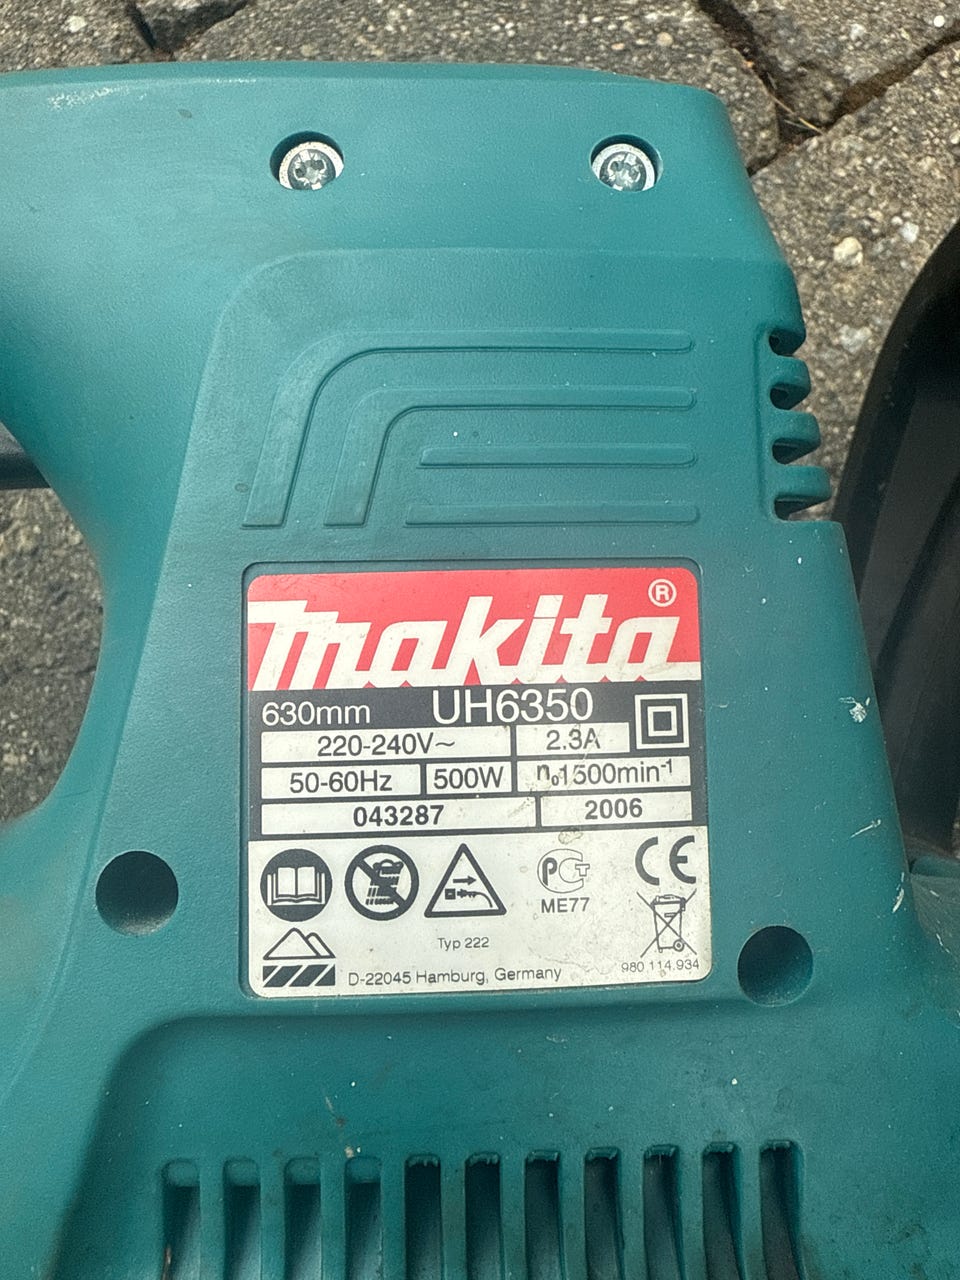 makita ®
630mm UH6350
220-240V~ 2.3A
50-60Hz 500W n₀1500min⁻¹
043287 2006
PCT CE
ME77
Typ 222
D-22045 Hamburg, Germany 980.114.934